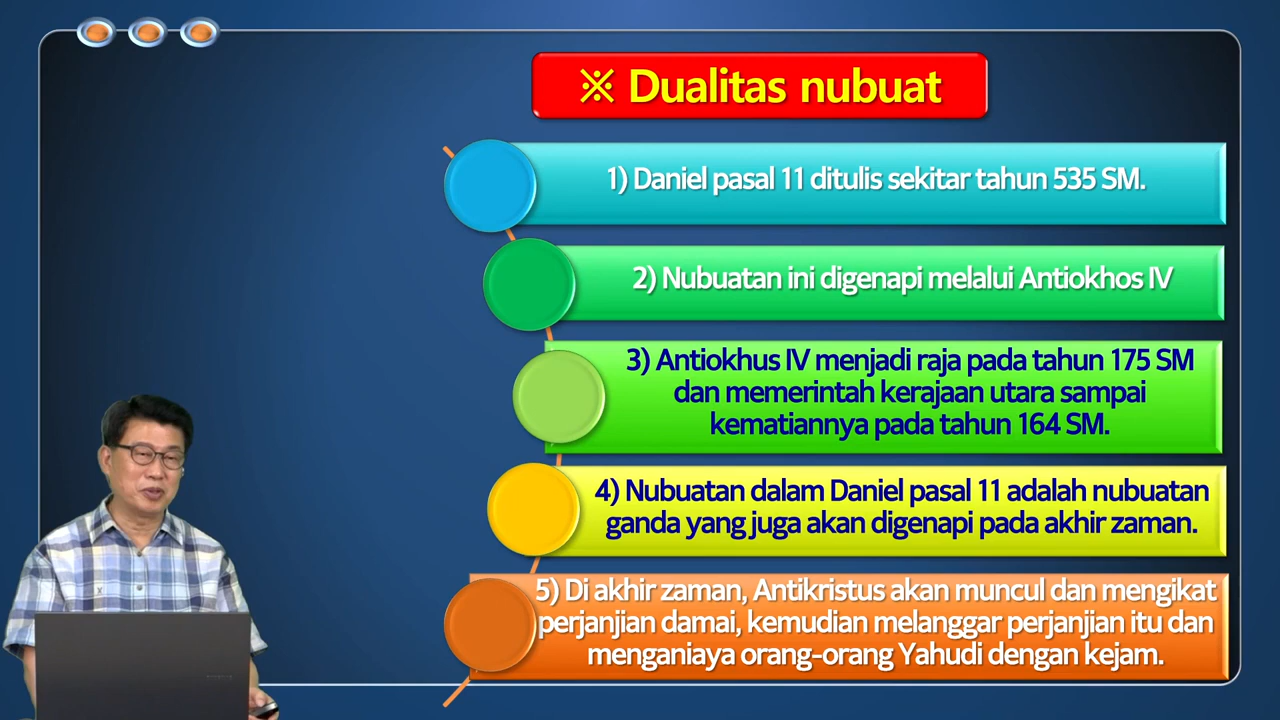 ※ Dualitas nubuat
1) Daniel pasal 11 ditulis sekitar tahun 535 SM.
2) Nubuatan ini digenapi melalui Antiokhos IV
3) Antiokhus IV menjadi raja pada tahun 175 SM
dan memerintah kerajaan utara sampai
kematiannya pada tahun 164 SM.
4) Nubuatan dalam Daniel pasal 11 adalah nubuatan
ganda yang juga akan digenapi pada akhir zaman.
5) Di akhir zaman, Antikristus akan muncul dan mengikat
perjanjian damai, kemudian melanggar perjanjian itu dan
menganiaya orang-orang Yahudi dengan kejam.